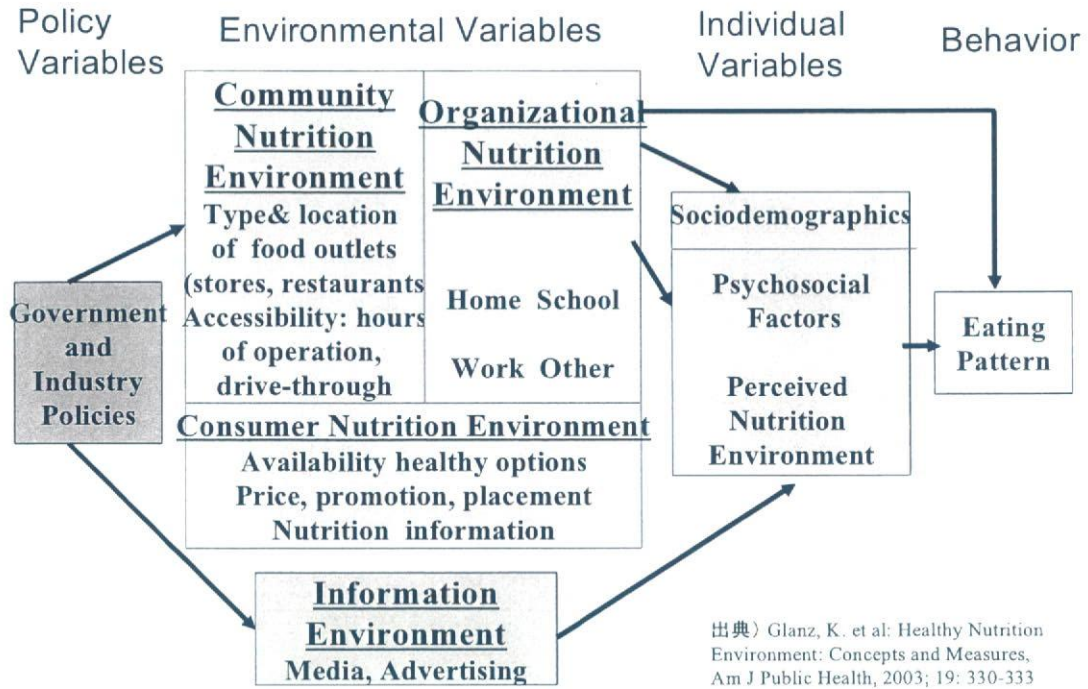 Policy
Variables
Environmental Variables
Individual
Variables
Behavior
Community
Nutrition
Environment
Type& location
of food outlets
(stores, restaurants
Accessibility: hours
of operation,
drive-through
Organizational
Nutrition
Environment
Home School
Work Other
Consumer Nutrition Environment
Availability healthy options
Price, promotion, placement
Nutrition information
Government
and
Industry
Policies
Information
Environment
Media, Advertising
Sociodemographics
Psychosocial
Factors
Perceived
Nutrition
Environment
Eating
Pattern
出典) Glanz, K. et al: Healthy Nutrition
Environment: Concepts and Measures,
Am J Public Health, 2003; 19: 330-333